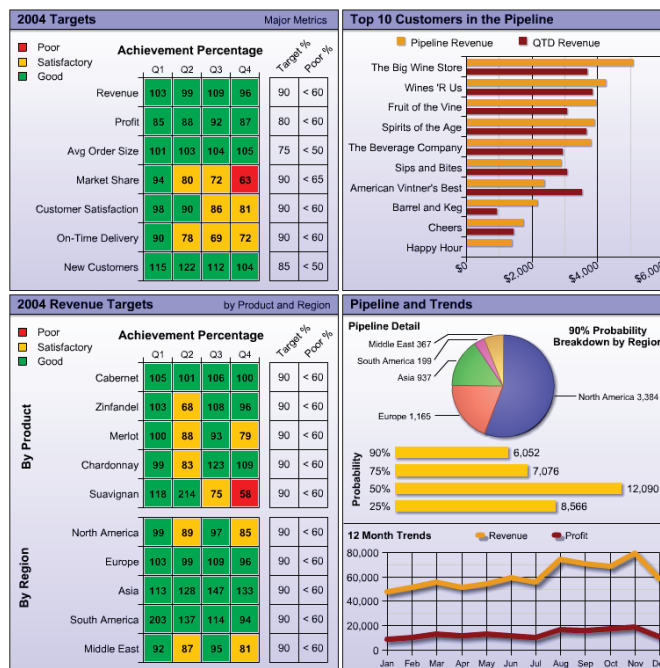 2004 Targets Major Metrics
Poor
Satisfactory
Good
Achievement Percentage
Q1 Q2 Q3 Q4 Target % Poor %
Revenue 103 99 109 96 90 < 60
Profit 85 88 92 87 80 < 60
Avg Order Size 101 103 104 105 75 < 50
Market Share 94 80 72 63 90 < 65
Customer Satisfaction 98 90 86 81 90 < 60
On-Time Delivery 90 78 69 72 90 < 60
New Customers 115 122 112 104 85 < 50
Top 10 Customers in the Pipeline
Pipeline Revenue QTD Revenue
The Big Wine Store
Wines 'R Us
Fruit of the Vine
Spirits of the Age
The Beverage Company
Sips and Bites
American Vintner's Best
Barrel and Keg
Cheers
Happy Hour
$0 $2,000 $4,000 $6,00
2004 Revenue Targets by Product and Region
Poor
Satisfactory
Good
Achievement Percentage
Q1 Q2 Q3 Q4 Target % Poor %
By Product
Cabernet 105 101 106 100 90 < 60
Zinfandel 103 68 108 96 90 < 60
Merlot 100 88 93 79 90 < 60
Chardonnay 99 83 123 109 90 < 60
Suavignan 118 214 75 58 90 < 60
By Region
North America 99 89 97 85 90 < 60
Europe 103 99 109 96 90 < 60
Asia 113 128 147 133 90 < 60
South America 203 137 114 94 90 < 60
Middle East 92 87 95 81 90 < 60
Pipeline and Trends
Pipeline Detail
90% Probability
Breakdown by Region
Middle East 367
South America 199
Asia 937
Europe 1,165
North America 3,384
Probability
90% 6,052
75% 7,076
50% 12,090
25% 8,566
12 Month Trends Revenue Profit
80,000
60,000
40,000
20,000
0
Jan Feb Mar Apr May Jun Jul Aug Sep Oct Nov De